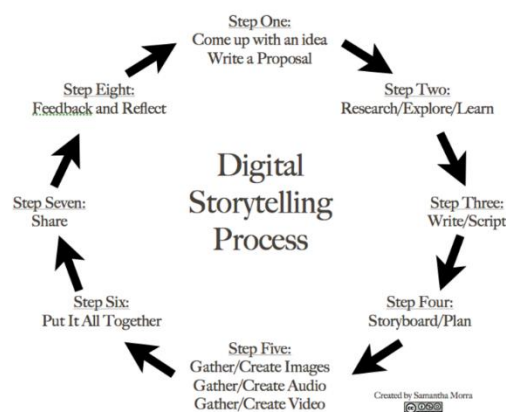 Step One:
Come up with an idea
Write a Proposal
Step Two:
Research/Explore/Learn
Step Three:
Write/Script
Step Four:
Storyboard/Plan
Step Five:
Gather/Create Images
Gather/Create Audio
Gather/Create Video
Step Six:
Put It All Together
Step Seven:
Share
Step Eight:
Feedback and Reflect
Digital
Storytelling
Process
Created by Samantha Morra